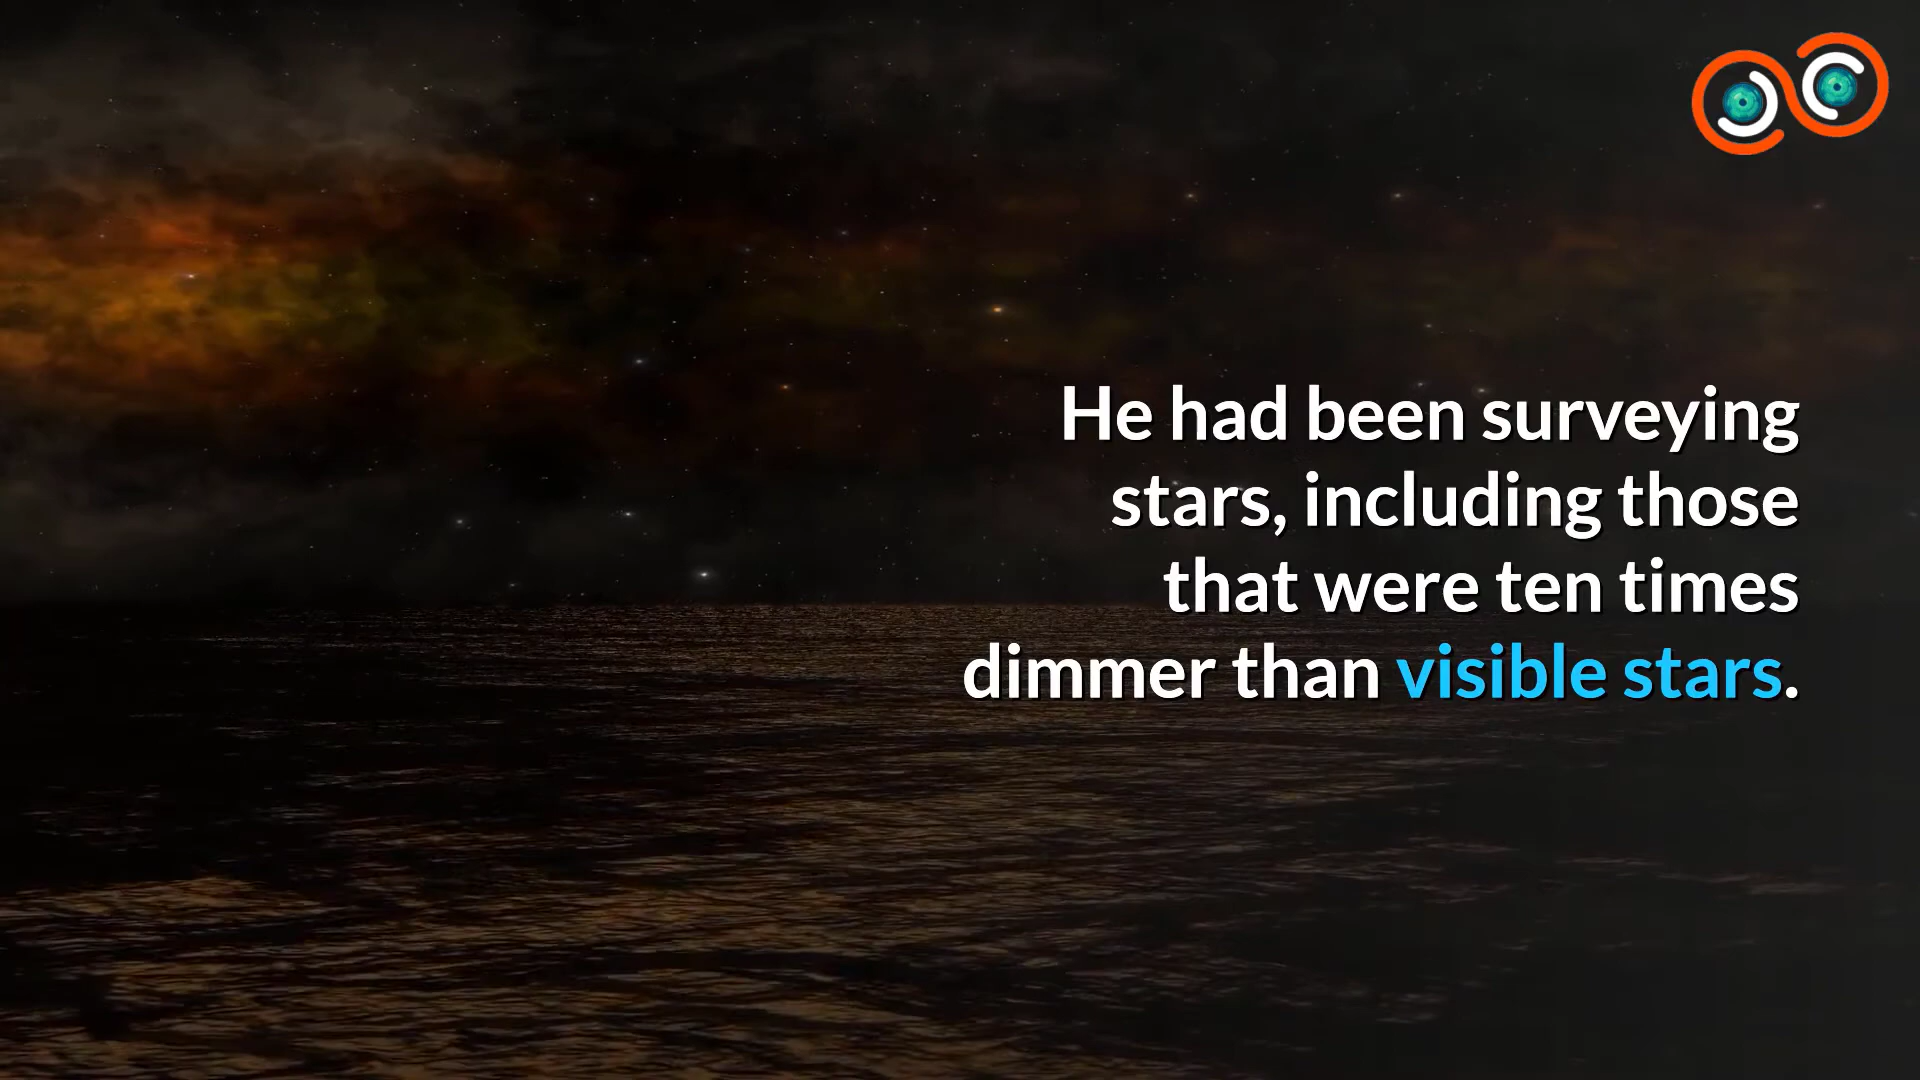 He had been surveying
stars, including those
that were ten times
dimmer than visible stars.